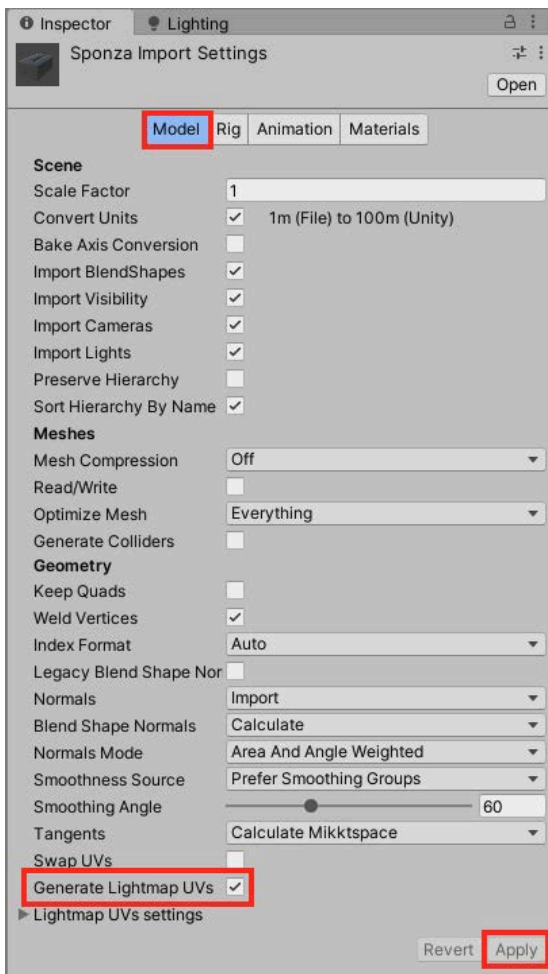 Inspector Lighting
Sponza Import Settings
Open
Model Rig Animation Materials
Scene
Scale Factor 1
Convert Units 1m (File) to 100m (Unity)
Bake Axis Conversion
Import BlendShapes
Import Visibility
Import Cameras
Import Lights
Preserve Hierarchy
Sort Hierarchy By Name
Meshes
Mesh Compression Off
Read/Write
Optimize Mesh Everything
Generate Colliders
Geometry
Keep Quads
Weld Vertices
Index Format Auto
Legacy Blend Shape Nor
Normals Import
Blend Shape Normals Calculate
Normals Mode Area And Angle Weighted
Smoothness Source Prefer Smoothing Groups
Smoothing Angle 60
Tangents Calculate Mikktspace
Swap UVs
Generate Lightmap UVs
Lightmap UVs settings
Revert Apply